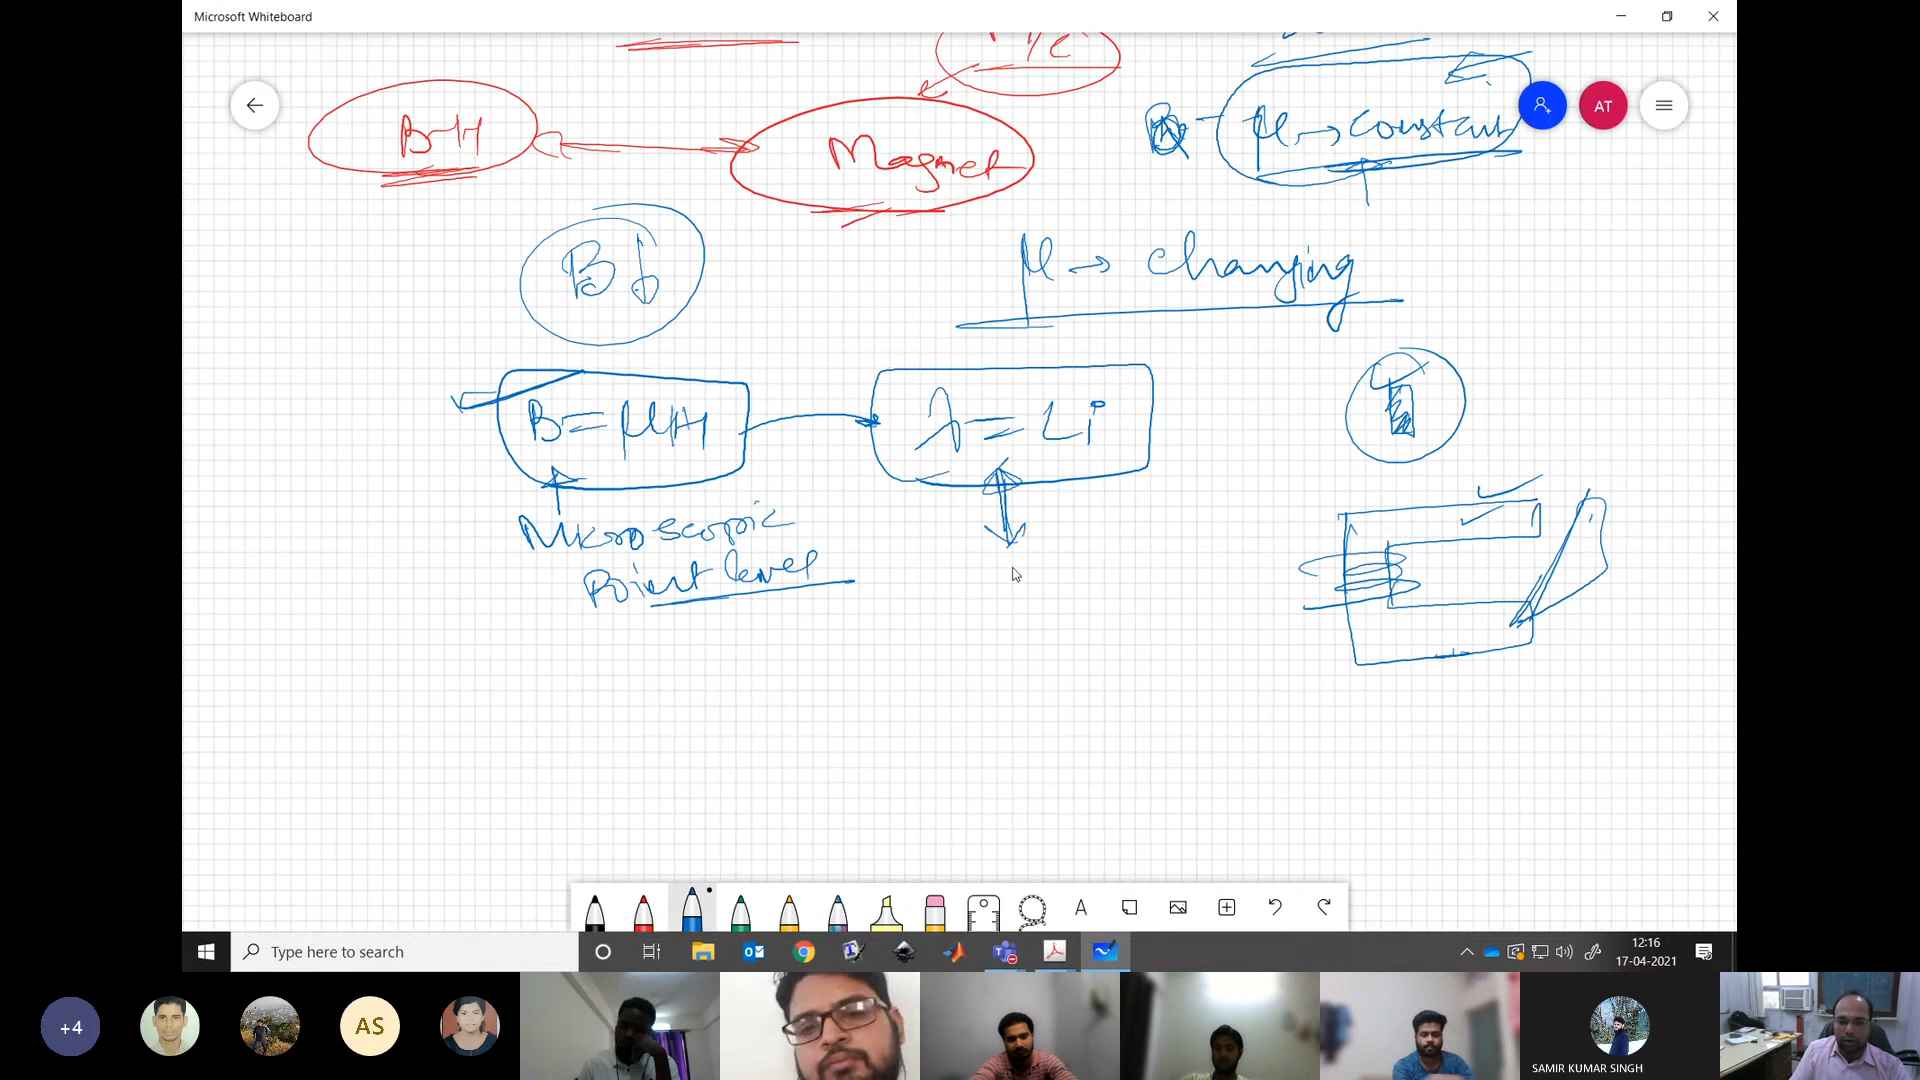 Microsoft Whiteboard
B-H
Magnet
μ → constant
AT
B ↓
μ → changing
B = μH
λ = Li
Mikroscopic
Point level
A
Type here to search
12:16
17-04-2021
+4
AS
SAMIR KUMAR SINGH